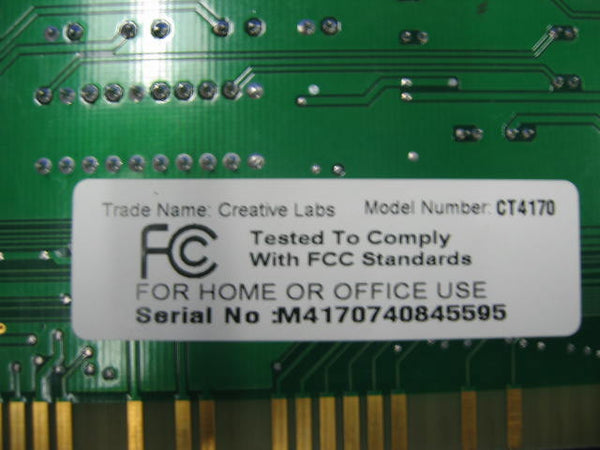 Trade Name: Creative Labs Model Number: CT4170
FCC Tested To Comply
With FCC Standards
FOR HOME OR OFFICE USE
Serial No :M4170740845595